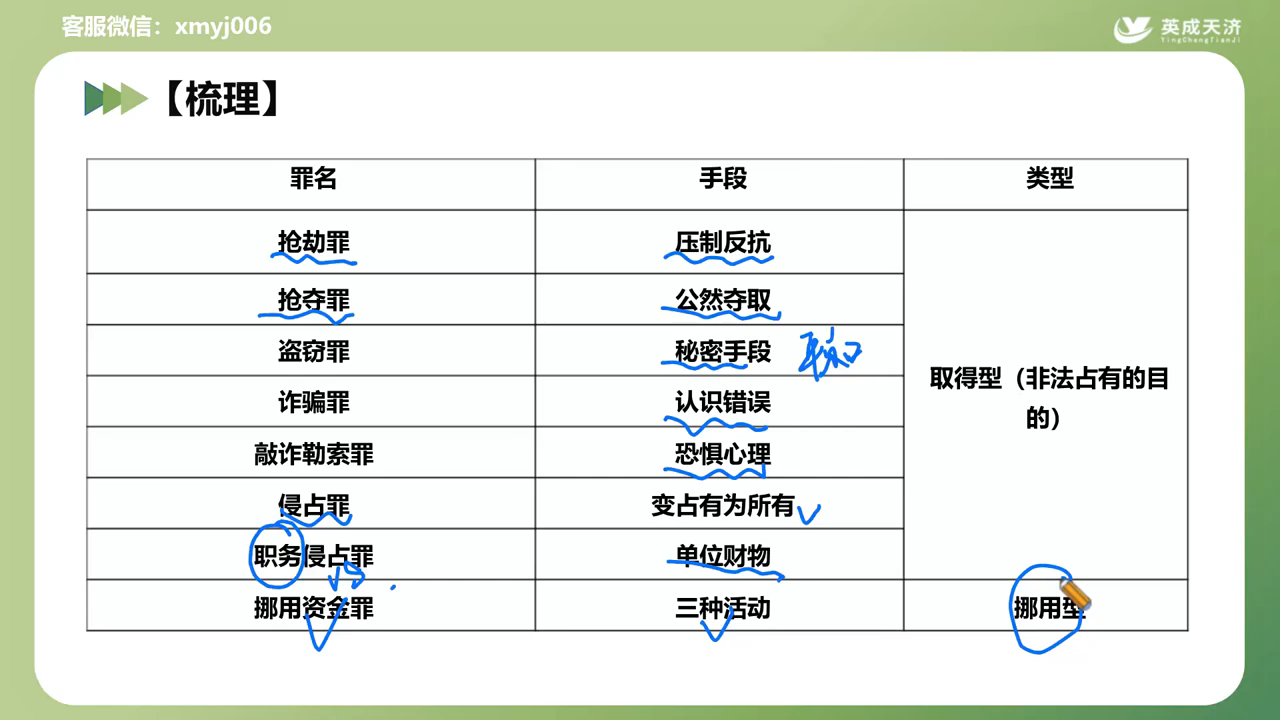 客服微信：xmyj006
英成天济
YingChengTianJi
【梳理】
罪名 手段 类型
抢劫罪 压制反抗
抢夺罪 公然夺取
盗窃罪 秘密手段
诈骗罪 认识错误
敲诈勒索罪 恐惧心理
侵占罪 变占有为所有
职务侵占罪 单位财物
取得型（非法占有的目
的）
挪用资金罪 三种活动 挪用型